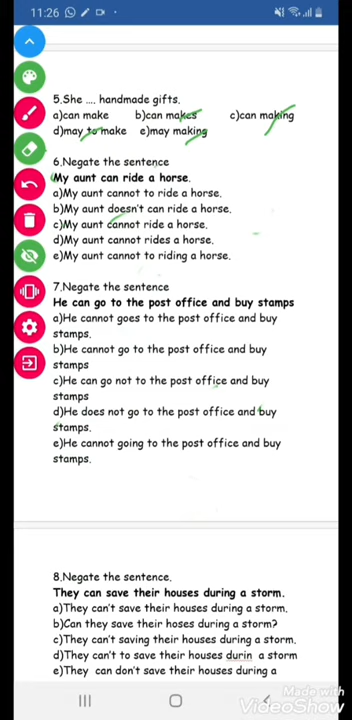 11:26
5.She .... handmade gifts.
a)can make b)can makes c)can making
d)may to make e)may making
6.Negate the sentence
My aunt can ride a horse.
a)My aunt cannot to ride a horse.
b)My aunt doesn't can ride a horse.
c)My aunt cannot ride a horse.
d)My aunt cannot rides a horse.
e)My aunt cannot to riding a horse.
7.Negate the sentence
He can go to the post office and buy stamps
a)He cannot goes to the post office and buy
stamps.
b)He cannot go to the post office and buy
stamps
c)He can go not to the post office and buy
stamps
d)He does not go to the post office and buy
stamps.
e)He cannot going to the post office and buy
stamps.
8.Negate the sentence.
They can save their houses during a storm.
a)They can't save their houses during a storm.
b)Can they save their hoses during a storm?
c)They can't saving their houses during a storm.
d)They can't to save their houses durin a storm
e)They can don't save their houses during a
Made with
VideoShow